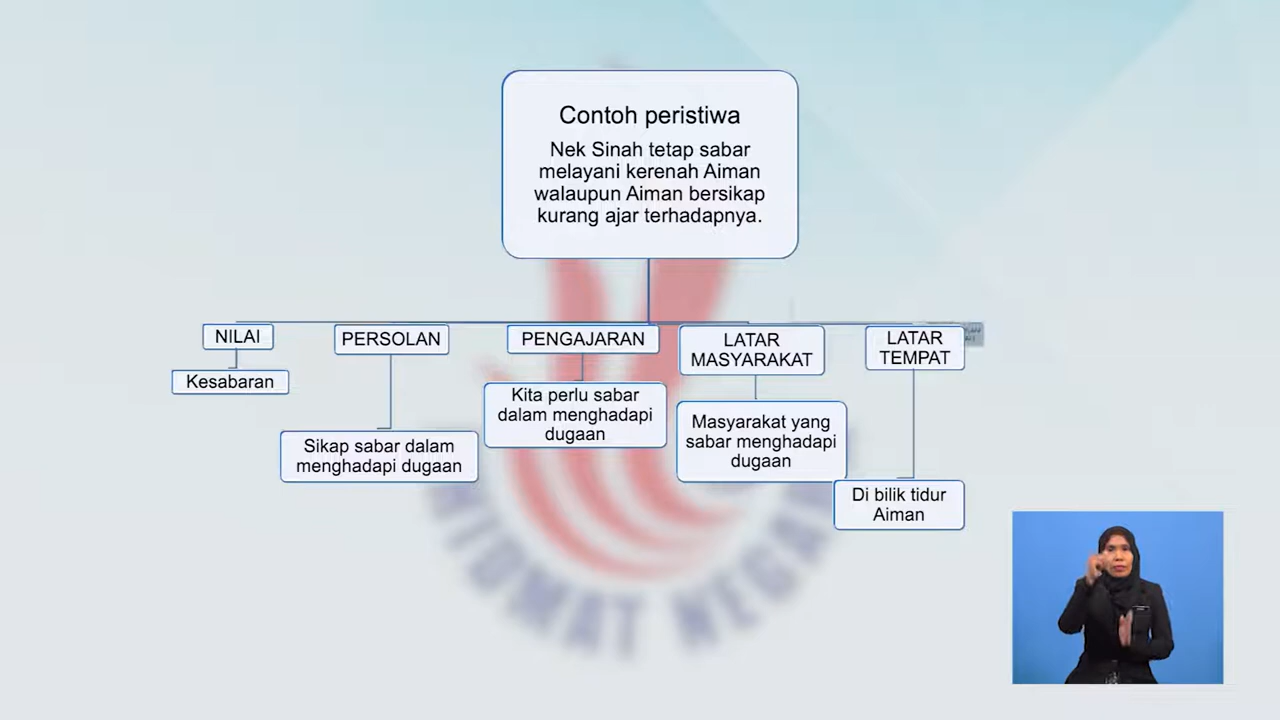 Contoh peristiwa
Nek Sinah tetap sabar
melayani kerenah Aiman
walaupun Aiman bersikap
kurang ajar terhadapnya.
NILAI
PERSOLAN
PENGAJARAN
LATAR
MASYARAKAT
LATAR
TEMPAT
Kesabaran
Sikap sabar dalam
menghadapi dugaan
Kita perlu sabar
dalam menghadapi
dugaan
Masyarakat yang
sabar menghadapi
dugaan
Di bilik tidur
Aiman